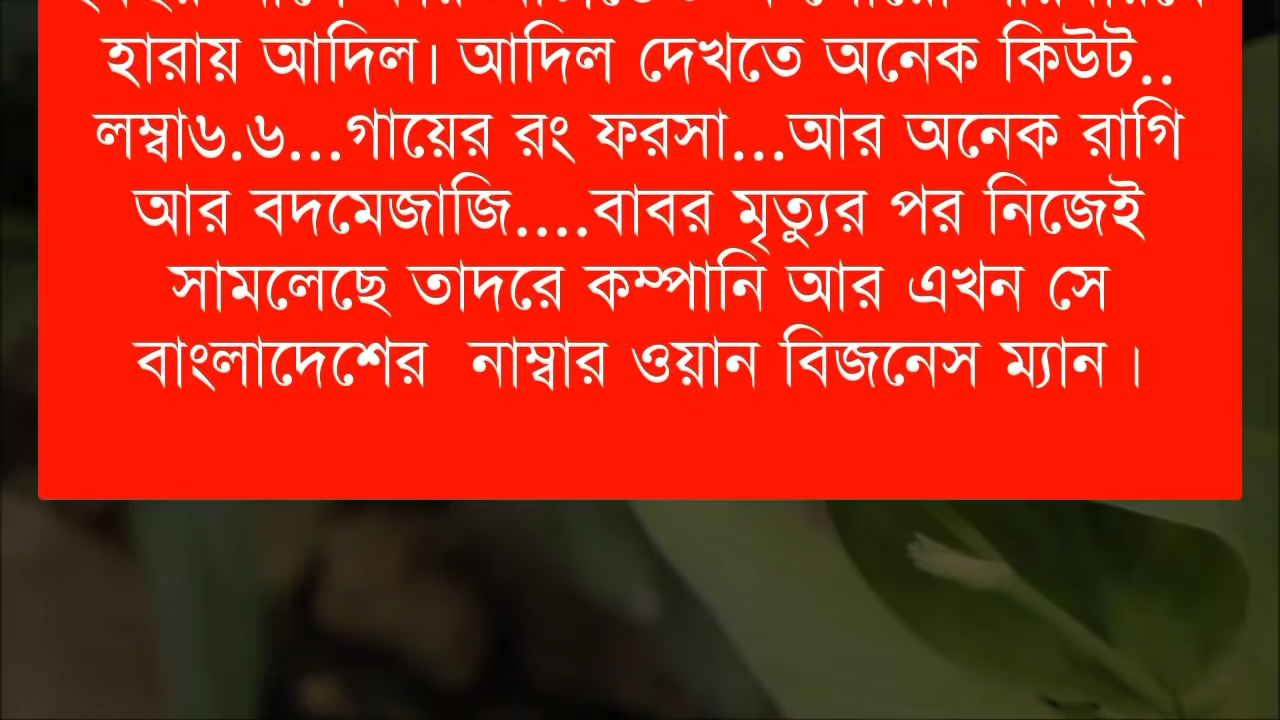 হারায় আদিল। আদিল দেখতে অনেক কিউট..
লম্বা৬.৬...গায়ের রং ফরসা...আর অনেক রাগি
আর বদমেজাজি....বাবর মৃত্যুর পর নিজেই
সামলেছে তাদরে কম্পানি আর এখন সে
বাংলাদেশের নাম্বার ওয়ান বিজনেস ম্যান।